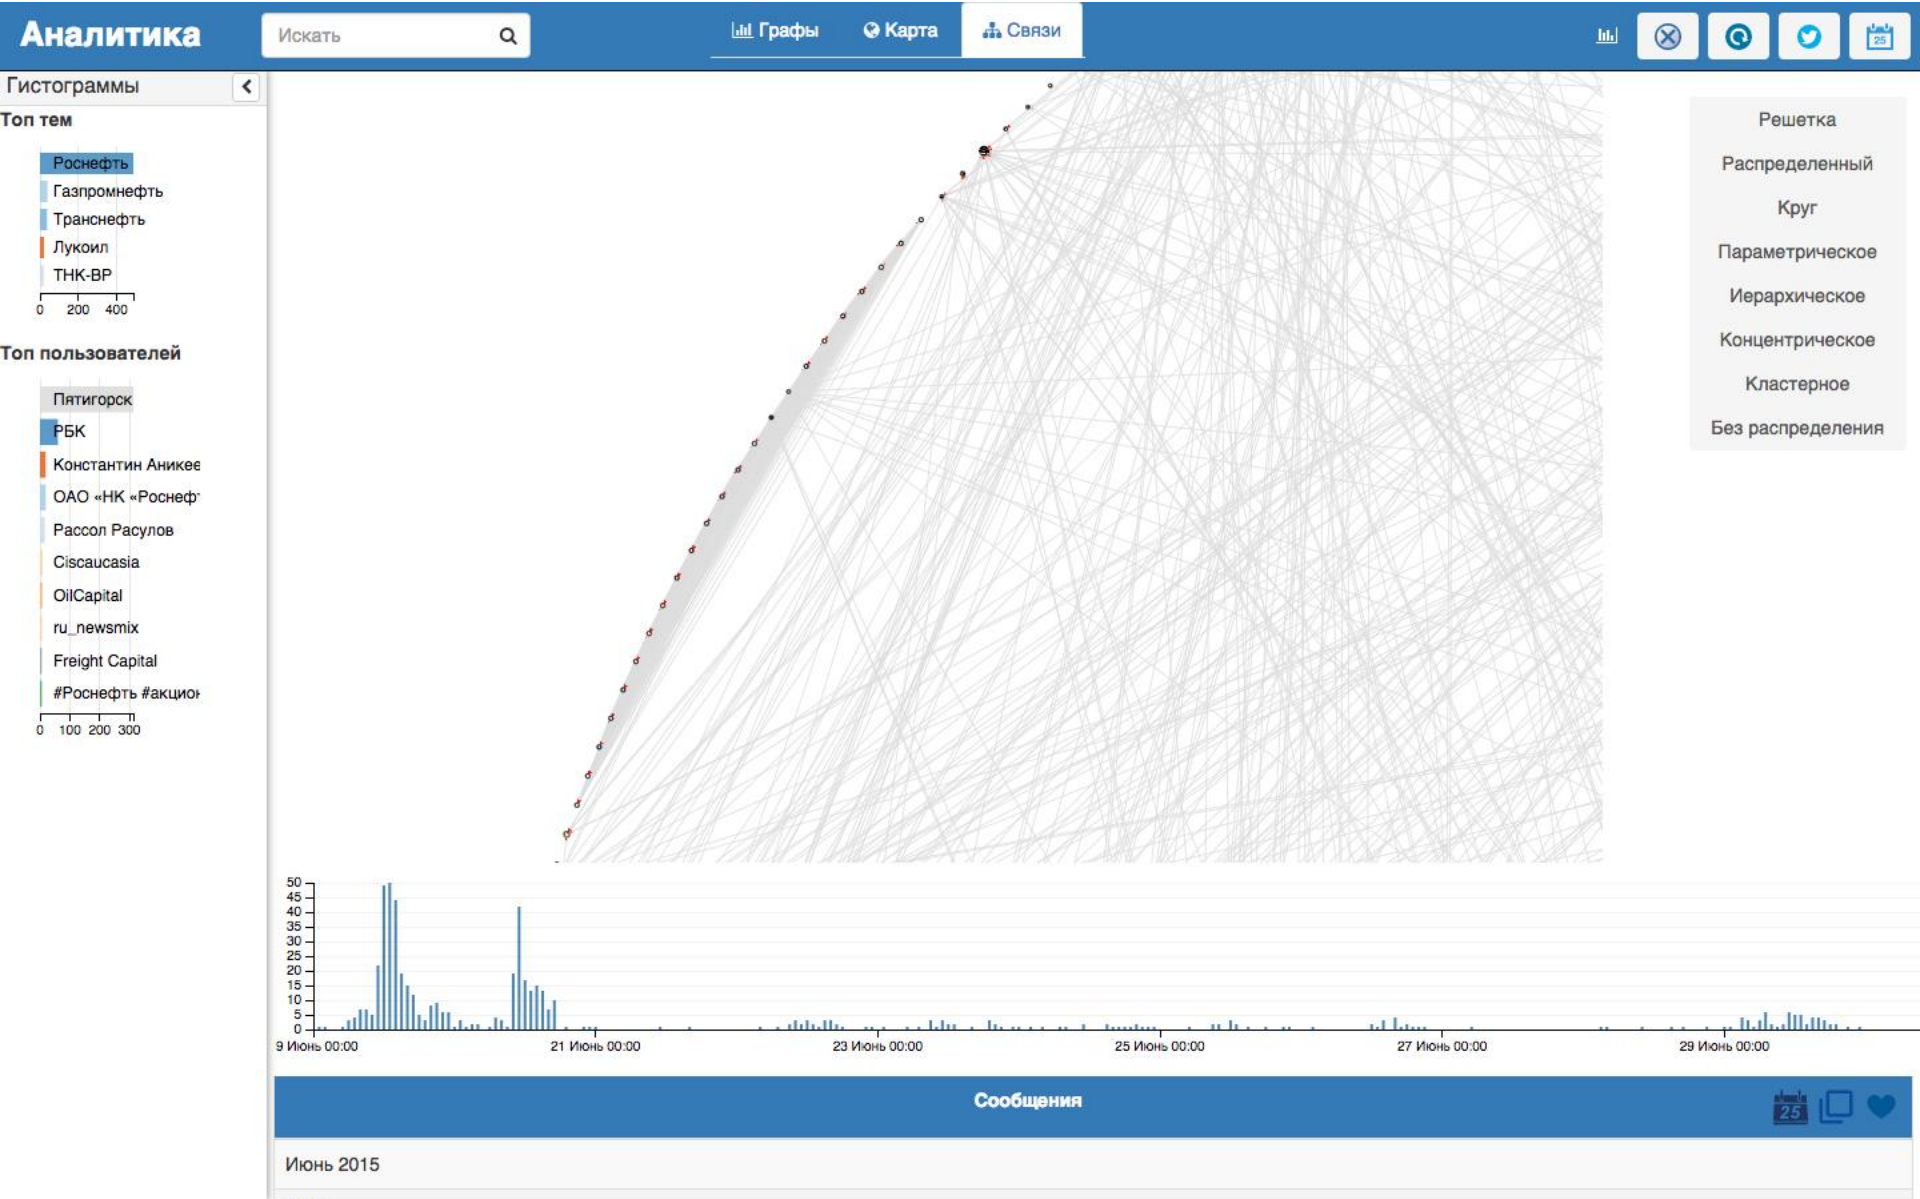 Аналитика
Искать
Графы
Карта
Связи
25
Гистограммы
Топ тем
Роснефть
Газпромнефть
Транснефть
Лукоил
ТНК-ВР
0 200 400
Топ пользователей
Пятигорск
РБК
Константин Аникее
ОАО «НК «Роснеф
Рассол Расулов
Ciscaucasia
OilCapital
ru_newsmix
Freight Capital
#Роснефть #акцион
0 100 200 300
Решетка
Распределенный
Круг
Параметрическое
Иерархическое
Концентрическое
Кластерное
Без распределения
50
45
40
35
30
25
20
15
10
5
0
9 Июнь 00:00 21 Июнь 00:00 23 Июнь 00:00 25 Июнь 00:00 27 Июнь 00:00 29 Июнь 00:00
Сообщения
25
Июнь 2015